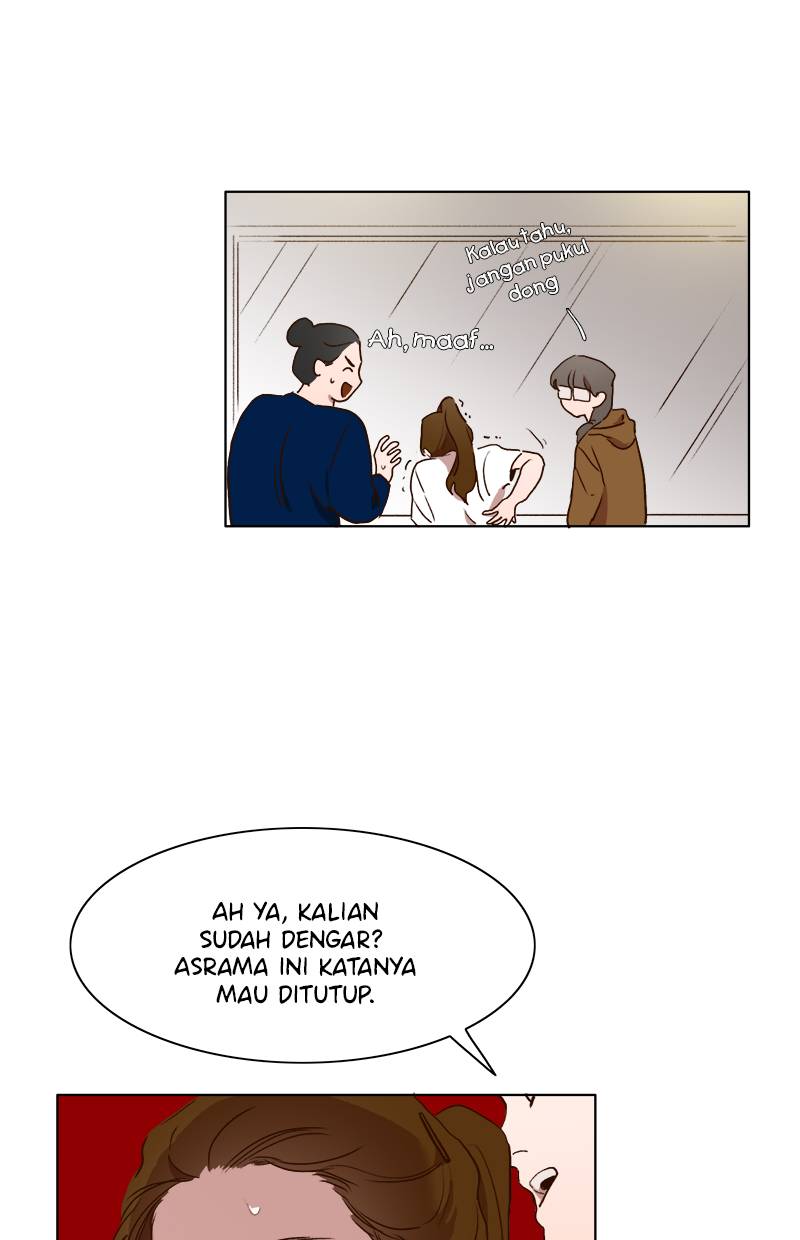 Kalau tahu,
jangan pukul
dong
Ah, maaf...
AH YA, KALIAN
SUDAH DENGAR?
ASRAMA INI KATANYA
MAU DITUTUP.